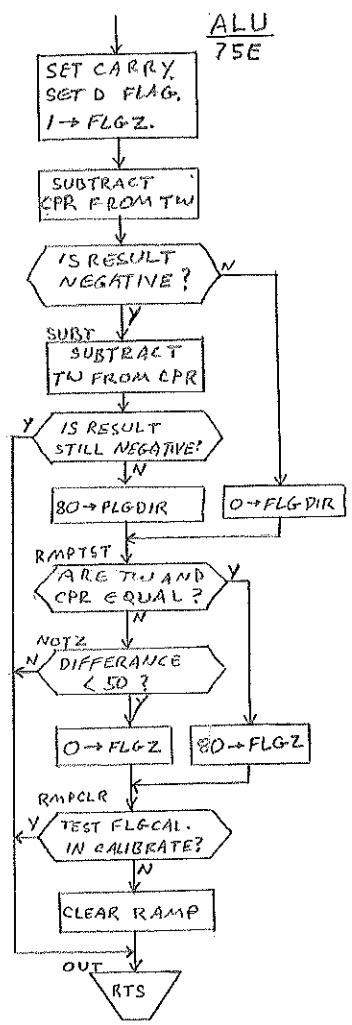 ALU
75E
SET CARRY.
SET D FLAG.
1→FLGZ.
SUBTRACT
CPR FROM TW
IS RESULT
NEGATIVE?
N
Y
SUBT
SUBTRACT
TW FROM CPR
Y
IS RESULT
STILL NEGATIVE?
N
80→FLGDIR
0→FLGDIR
RMPTST
ARE TW AND
CPR EQUAL?
Y
N
NOTZ
N
DIFFERANCE
<50?
Y
0→FLGZ
80→FLGZ
RMPCLR
Y
TEST FLGCAL.
IN CALIBRATE?
N
CLEAR RAMP
OUT
RTS